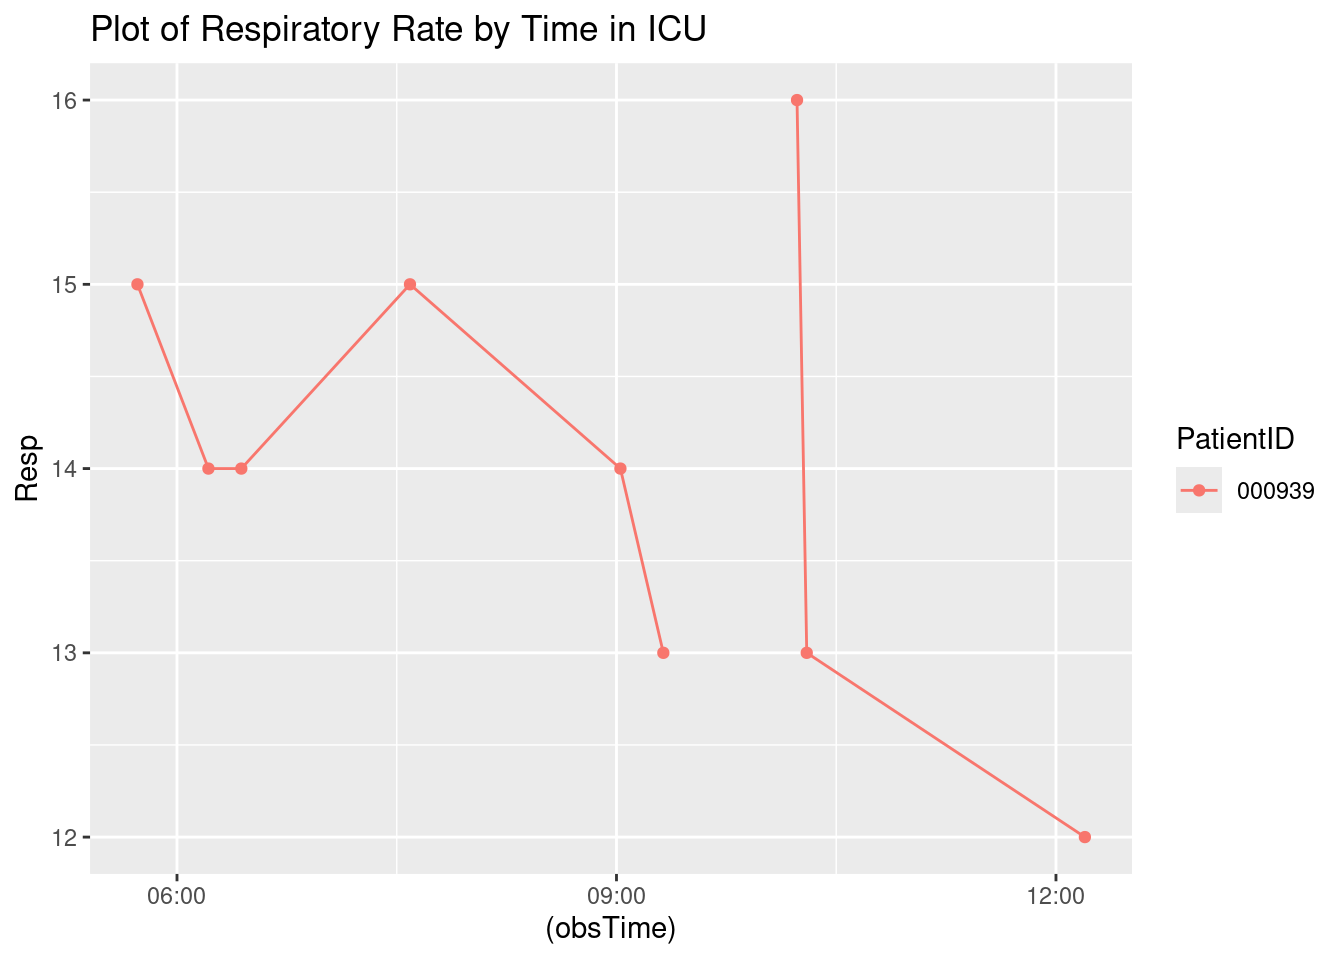 Plot of Respiratory Rate by Time in ICU
16
15
14
13
12
Resp
06:00
09:00
12:00
(obsTime)
PatientID
000939